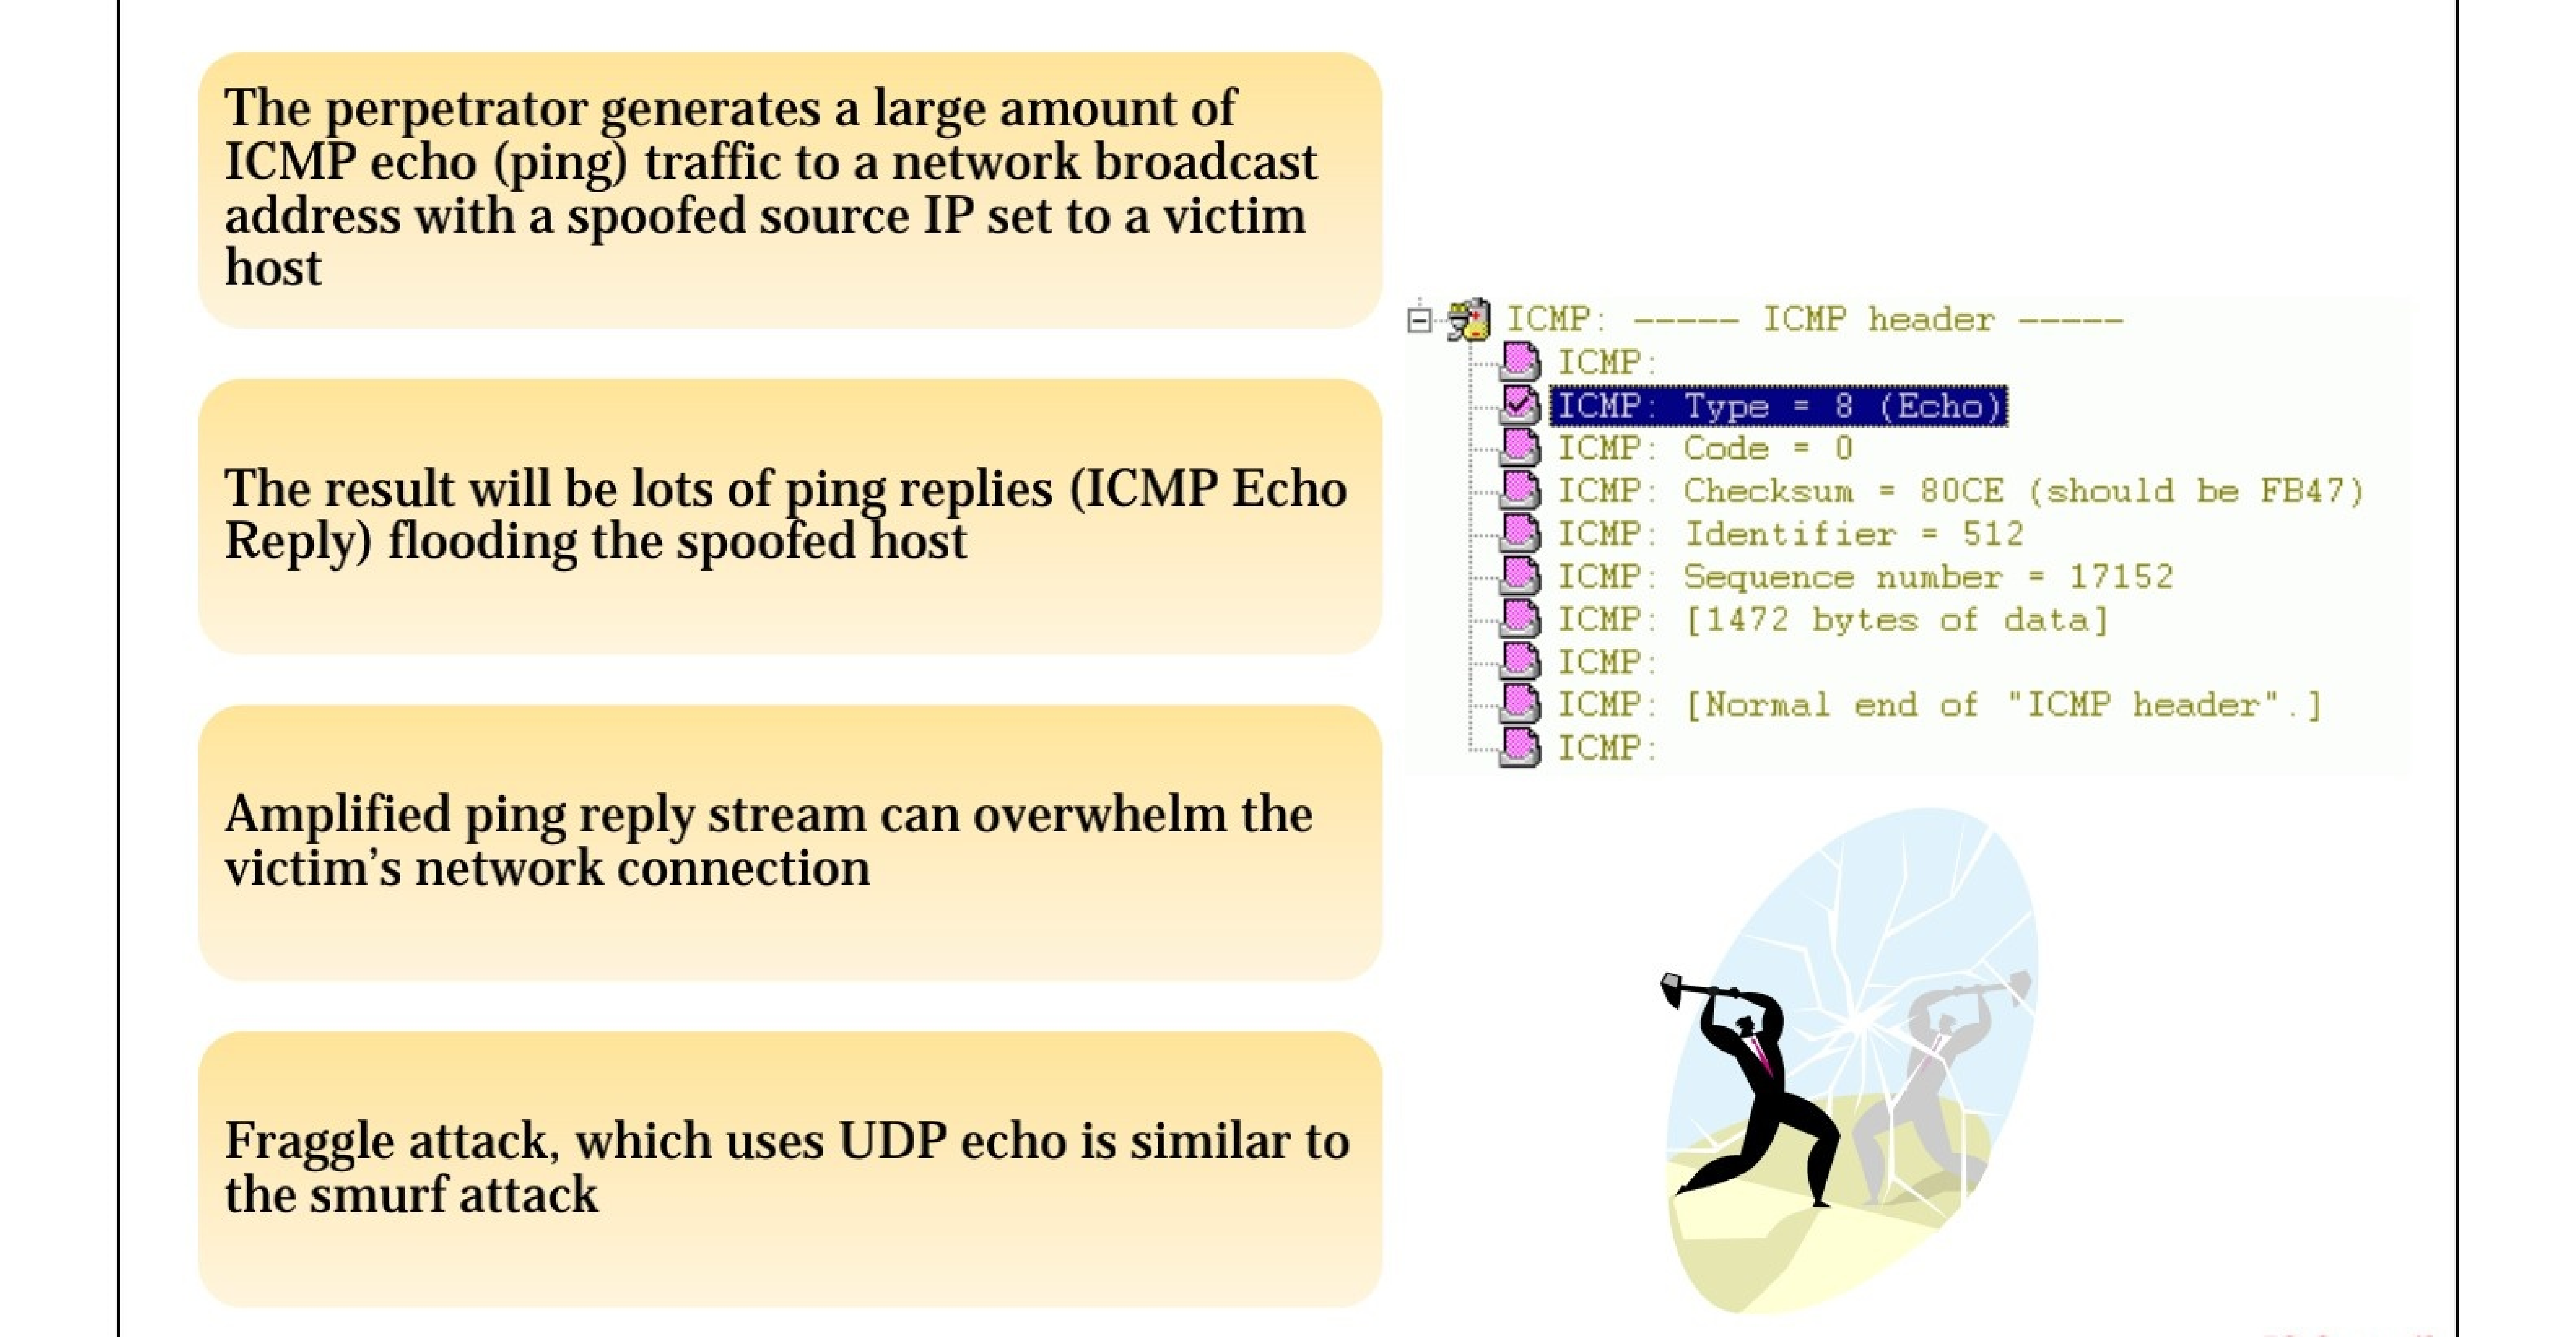 The perpetrator generates a large amount of
ICMP echo (ping) traffic to a network broadcast
address with a spoofed source IP set to a victim
host
The result will be lots of ping replies (ICMP Echo
Reply) flooding the spoofed host
Amplified ping reply stream can overwhelm the
victim’s network connection
Fraggle attack, which uses UDP echo is similar to
the smurf attack
ICMP: ----- ICMP header -----
ICMP:
ICMP: Type = 8 (Echo)
ICMP: Code = 0
ICMP: Checksum = 80CE (should be FB47)
ICMP: Identifier = 512
ICMP: Sequence number = 17152
ICMP: [1472 bytes of data]
ICMP:
ICMP: [Normal end of "ICMP header".]
ICMP: